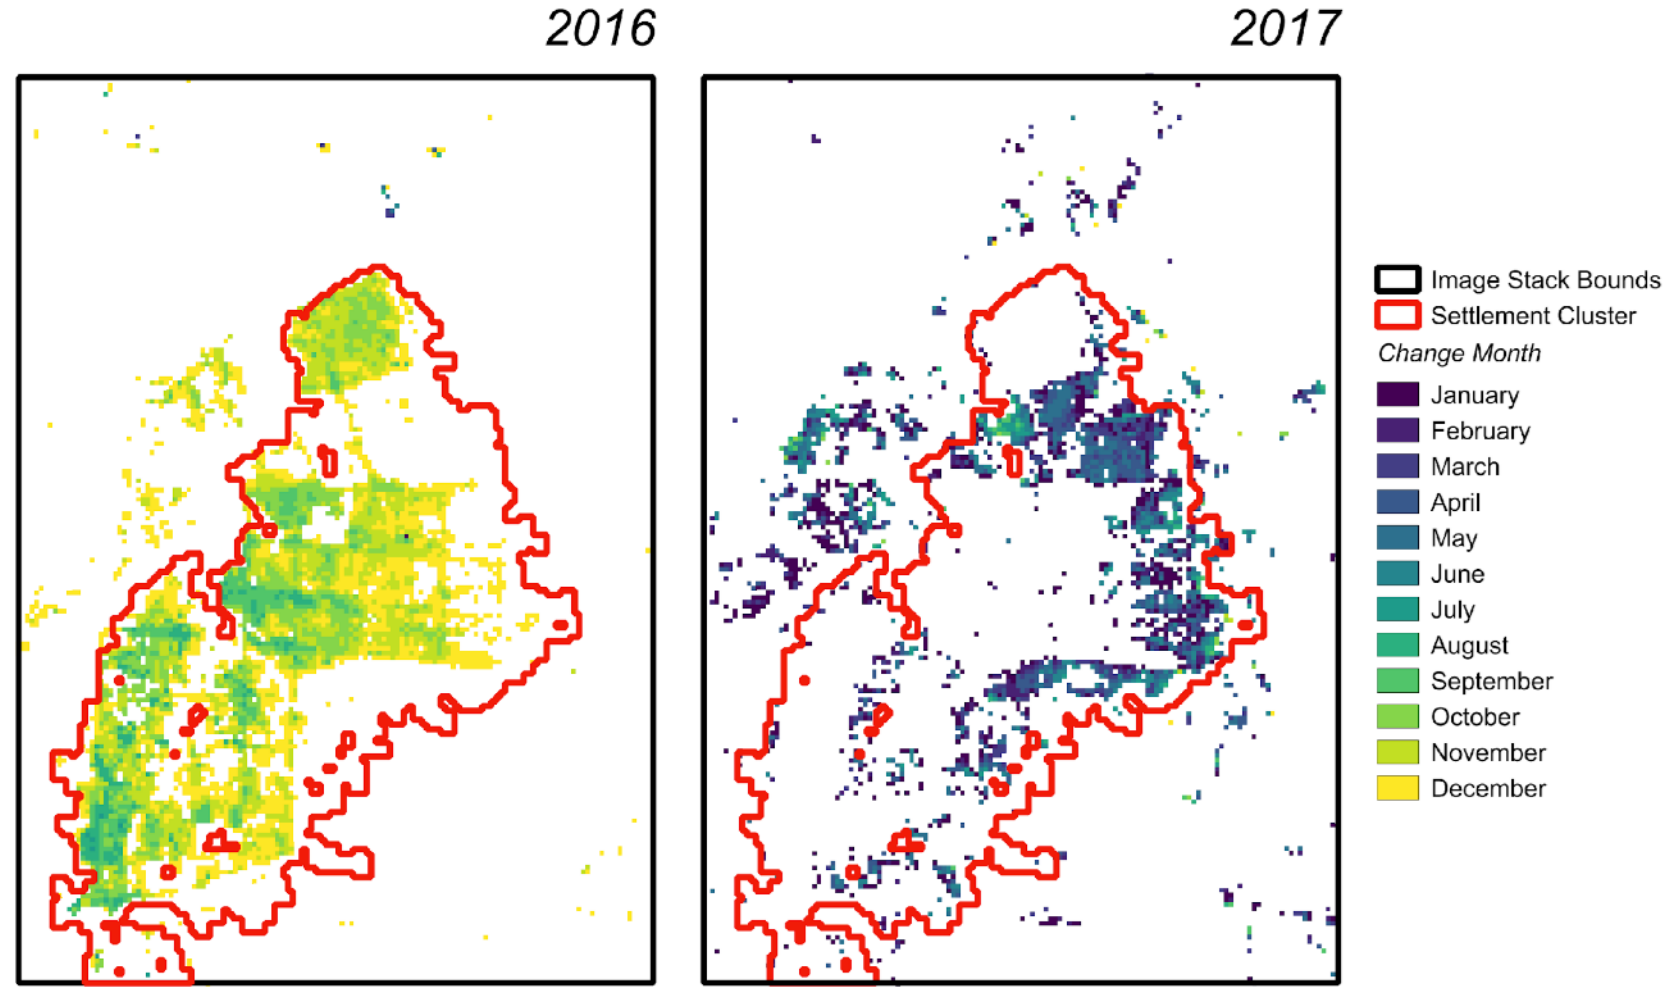 2016
2017
Image Stack Bounds
Settlement Cluster
Change Month
January
February
March
April
May
June
July
August
September
October
November
December